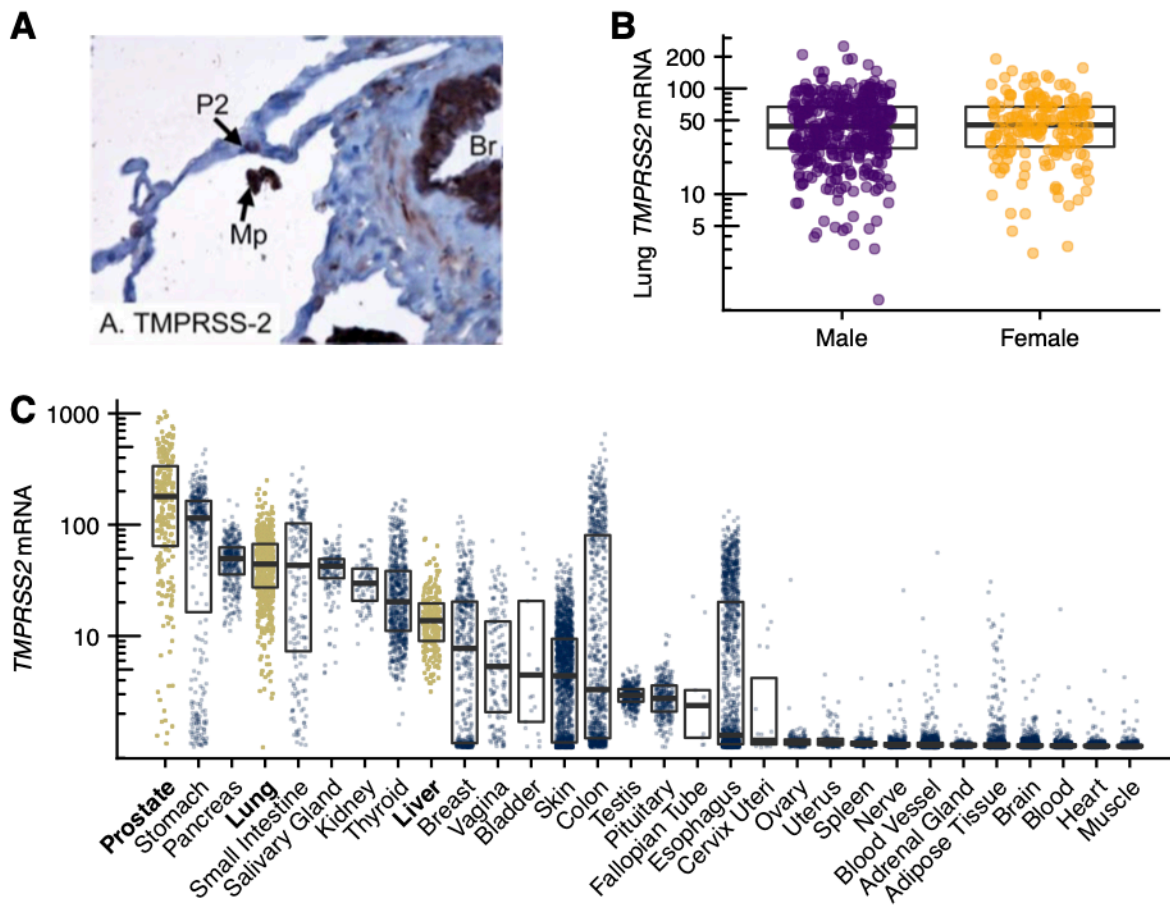 A
P2
Br
Mp
A. TMPRSS-2
B
Lung TMPRSS2 mRNA
200
100
50
10
5
Male
Female
C
TMPRSS2 mRNA
1000
100
10
Prostate
Stomach
Pancreas
Lung
Small Intestine
Salivary Gland
Kidney
Thyroid
Liver
Breast
Vagina
Bladder
Skin
Colon
Testis
Pituitary
Fallopian Tube
Esophagus
Cervix Uteri
Ovary
Uterus
Spleen
Nerve
Blood Vessel
Adrenal Gland
Adipose Tissue
Brain
Blood
Heart
Muscle